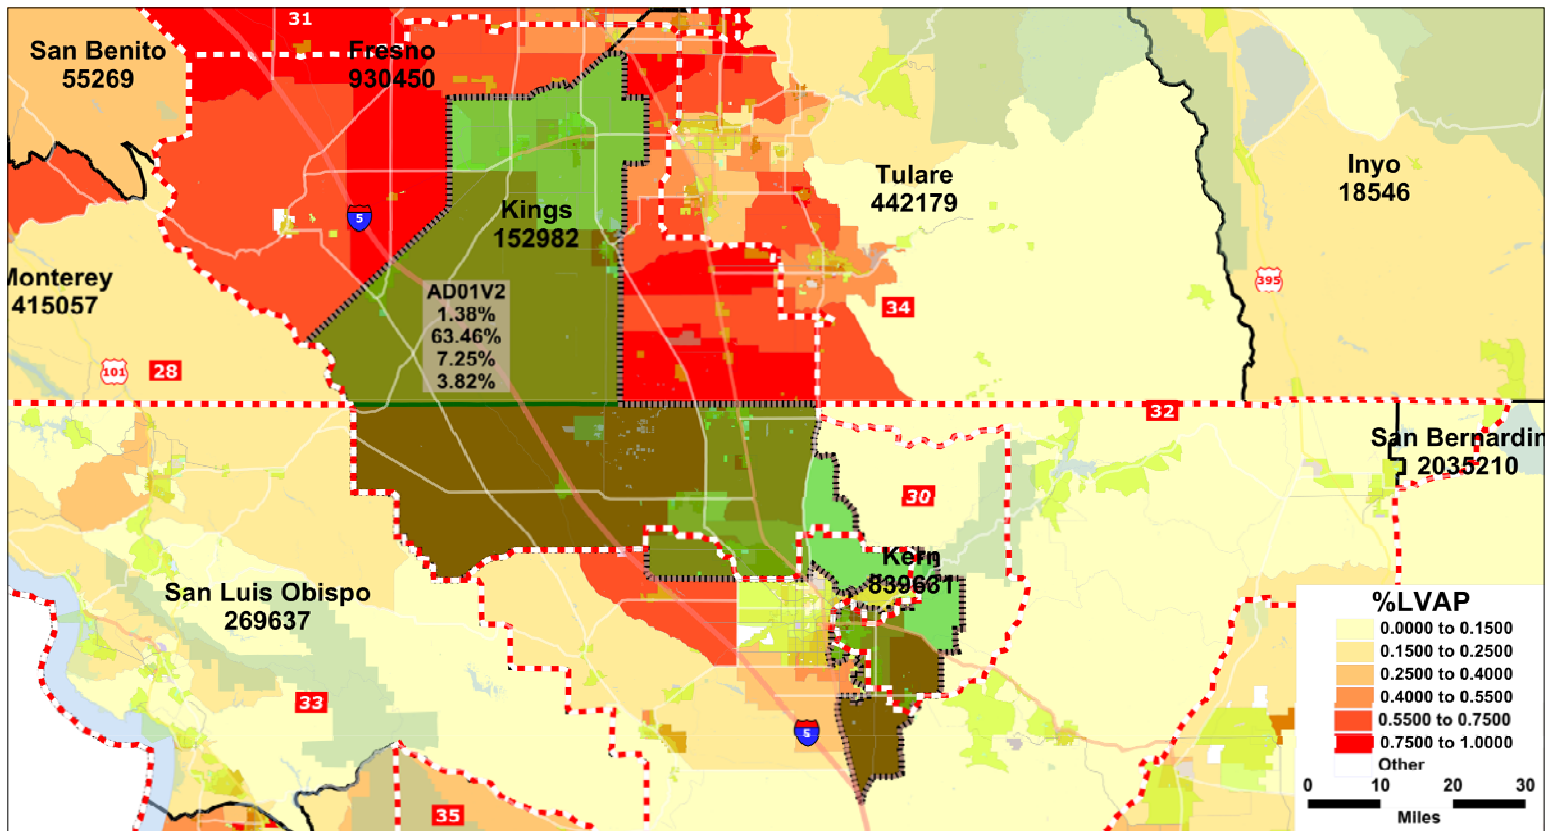 31
San Benito
55269
Fresno
930450
Tulare
442179
Inyo
18546
Kings
152982
5
Monterey
415057
395
AD01V2
1.38%
63.46%
7.25%
3.82%
34
101
28
32
San Bernardin
2035210
30
Kern
839631
San Luis Obispo
269637
33
5
35
%LVAP
0.0000 to 0.1500
0.1500 to 0.2500
0.2500 to 0.4000
0.4000 to 0.5500
0.5500 to 0.7500
0.7500 to 1.0000
Other
0 10 20 30
Miles